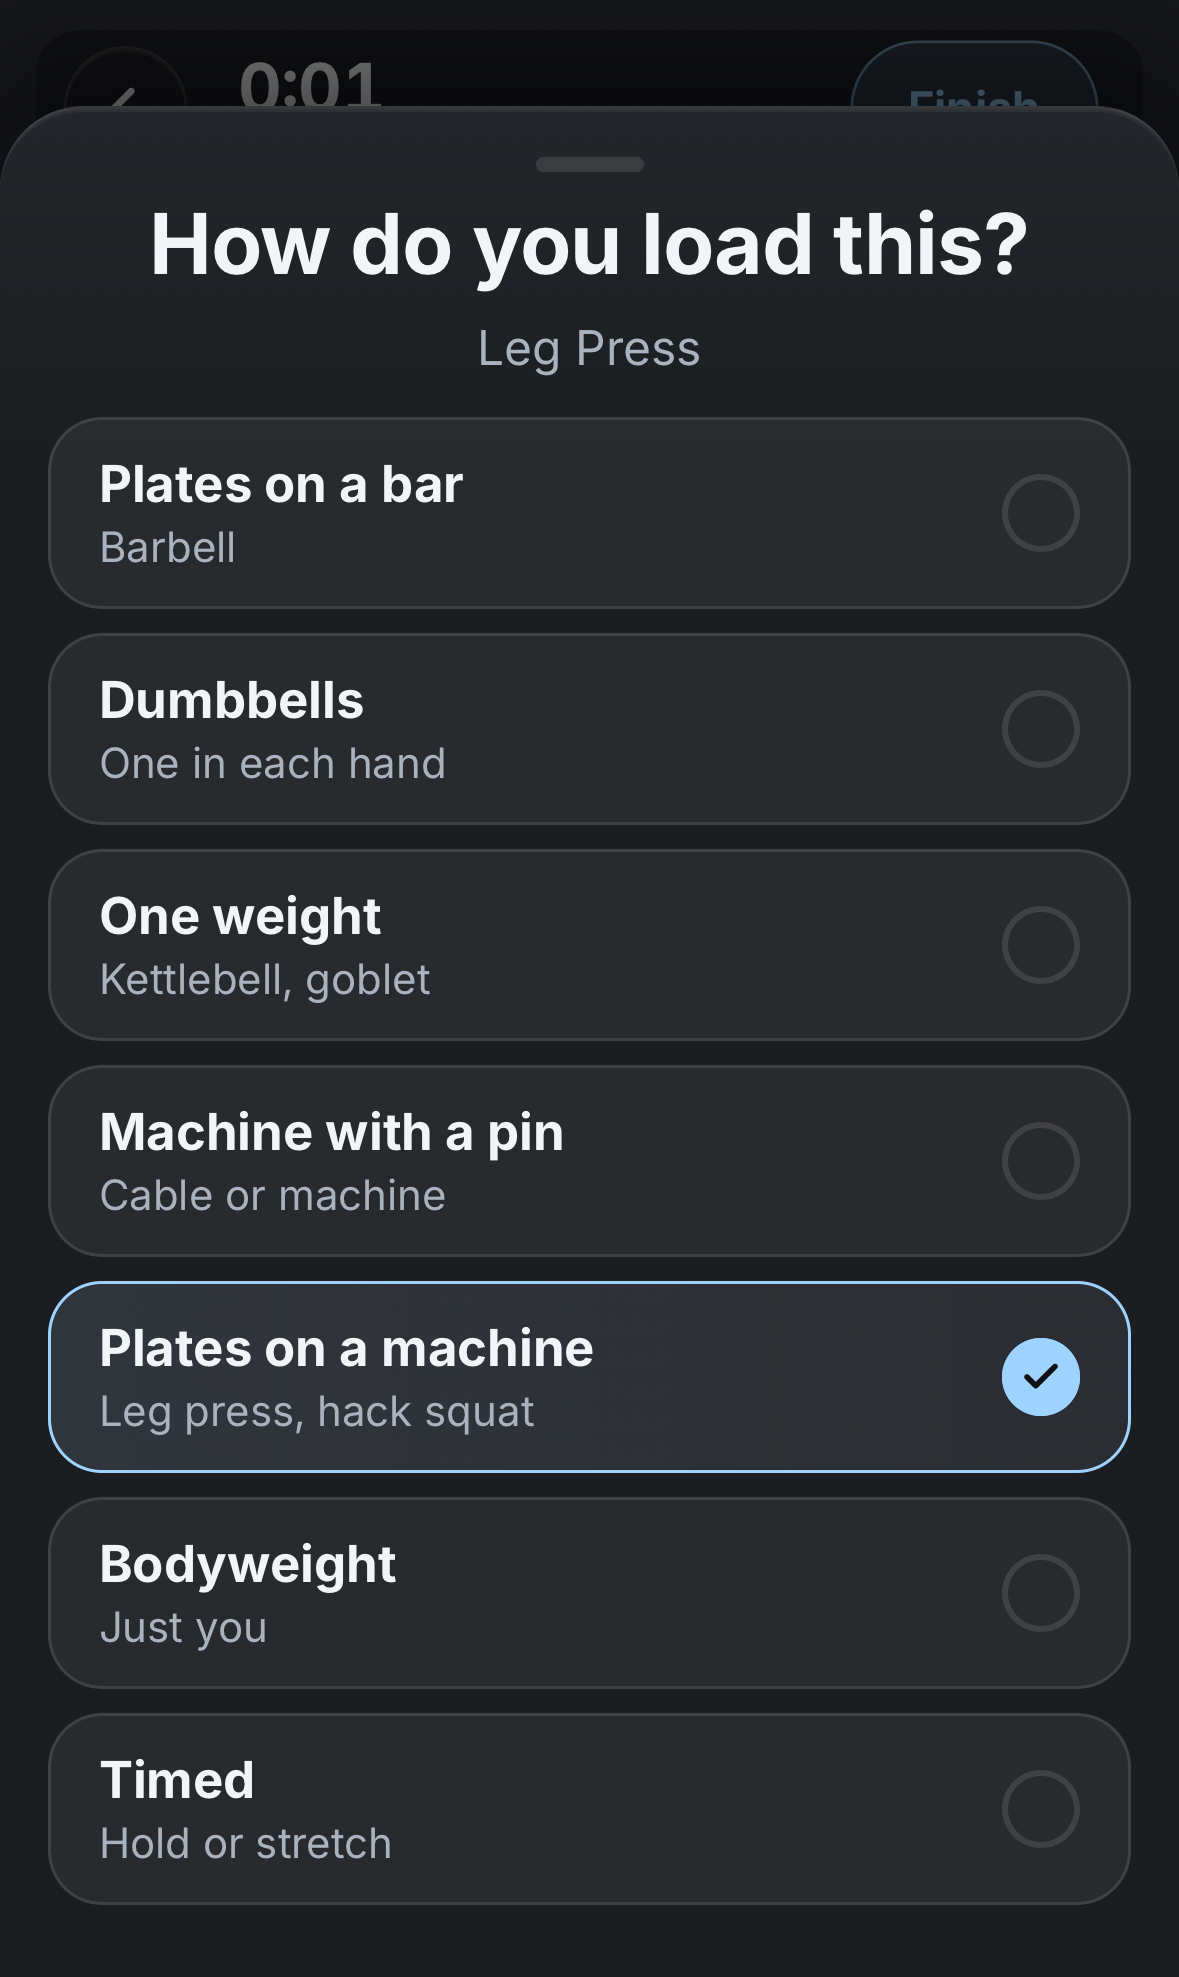 0:01
Finish
How do you load this?
Leg Press
Plates on a bar
Barbell
Dumbbells
One in each hand
One weight
Kettlebell, goblet
Machine with a pin
Cable or machine
Plates on a machine
Leg press, hack squat
Bodyweight
Just you
Timed
Hold or stretch